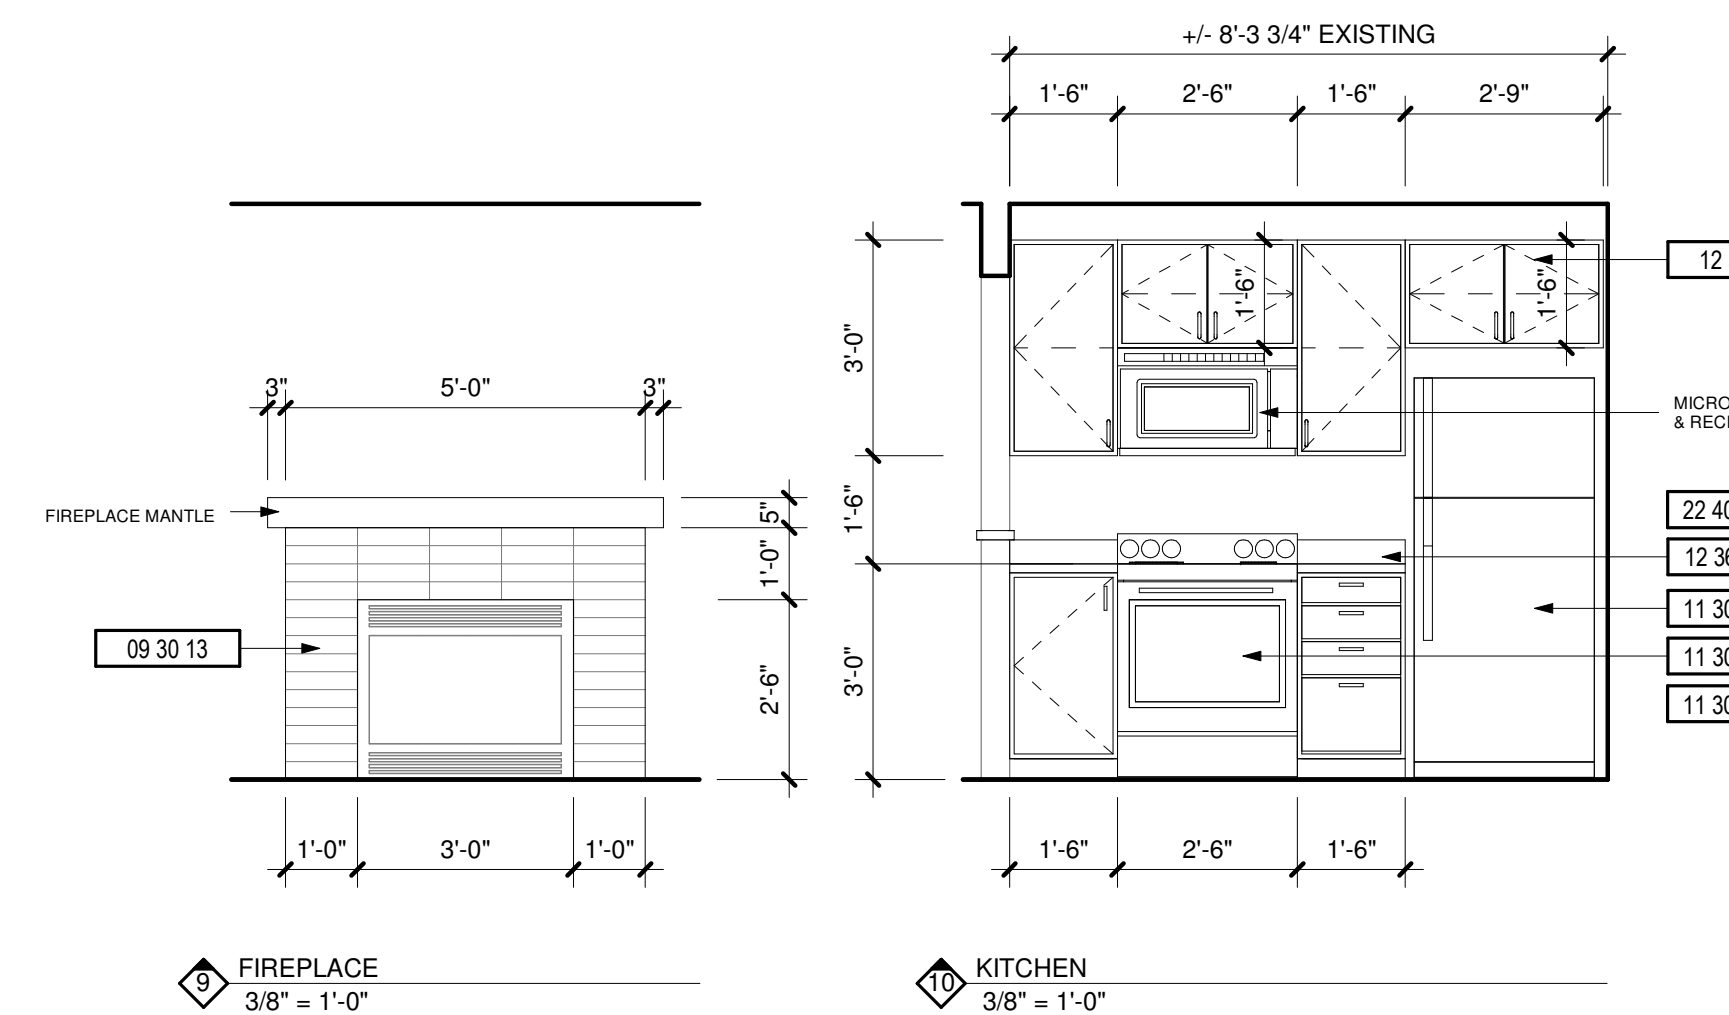 +/- 8'-3 3/4" EXISTING
1'-6" 2'-6" 1'-6" 2'-9"
12
1'-6" 1'-6"
3'-0"
3" 5'-0" 3"
MICRO
& REC
FIREPLACE MANTLE
5"
1'-6"
22 40
12 36
1'-0"
11 30
09 30 13
11 30
2'-6"
3'-0"
11 30
1'-0" 3'-0" 1'-0"
1'-6" 2'-6" 1'-6"
9 FIREPLACE
3/8" = 1'-0"
10 KITCHEN
3/8" = 1'-0"